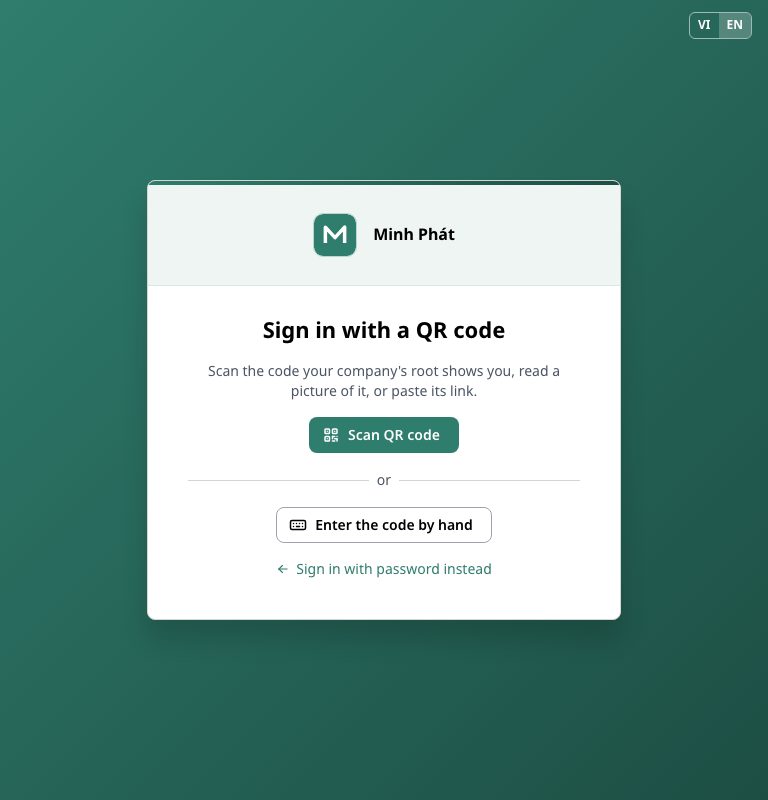 VI EN
Minh Phát
Sign in with a QR code
Scan the code your company's root shows you, read a
picture of it, or paste its link.
Scan QR code
or
Enter the code by hand
Sign in with password instead